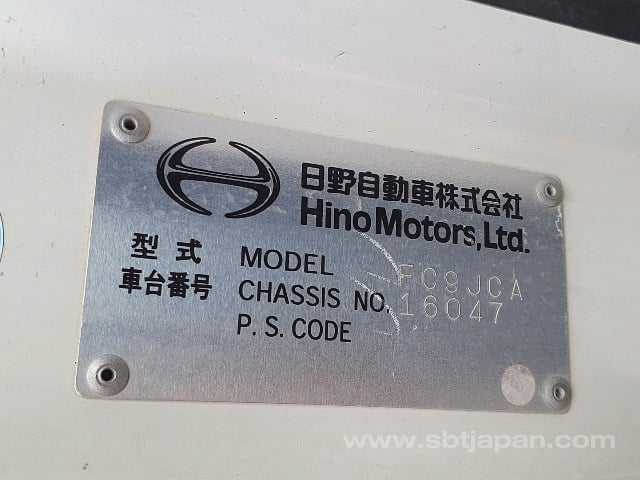 日野自動車株式会社
Hino Motors, Ltd.
型式 MODEL FC9JCA
車台番号 CHASSIS NO. 16047
P. S. CODE
www.sbtjapan.com